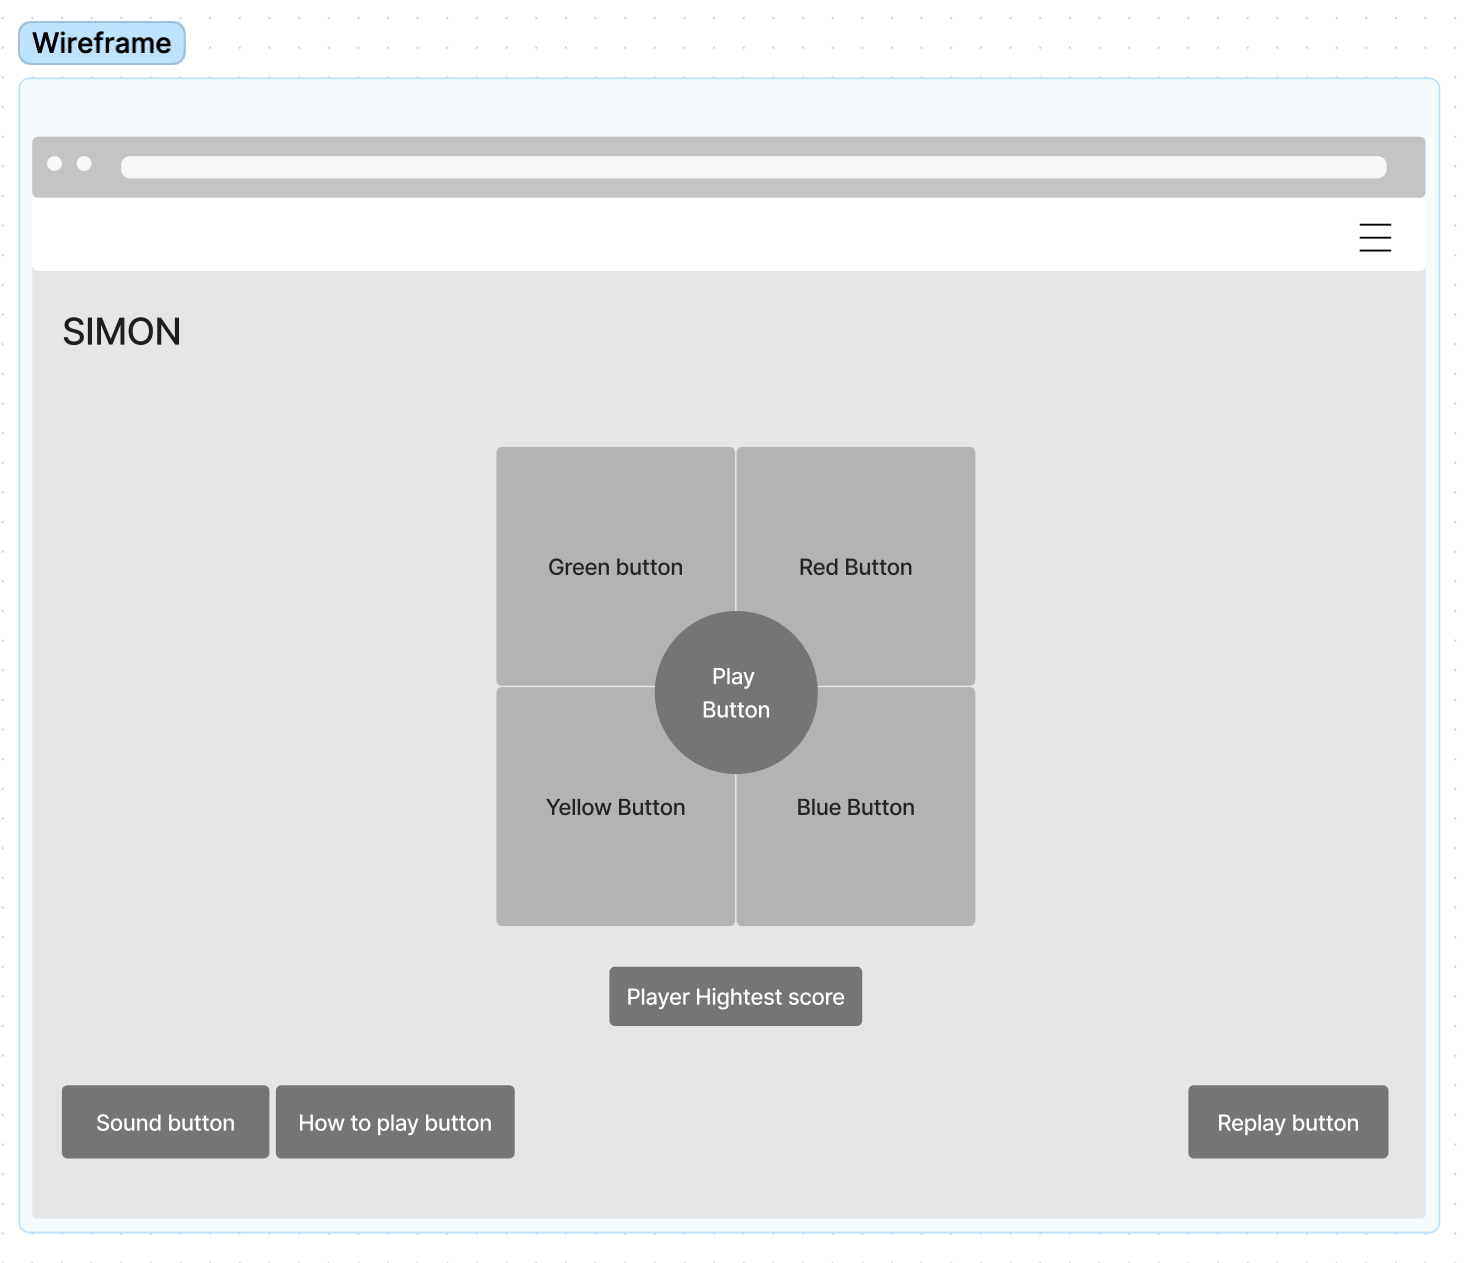 Wireframe
SIMON
Green button
Red Button
Play
Button
Yellow Button
Blue Button
Player Hightest score
Sound button
How to play button
Replay button